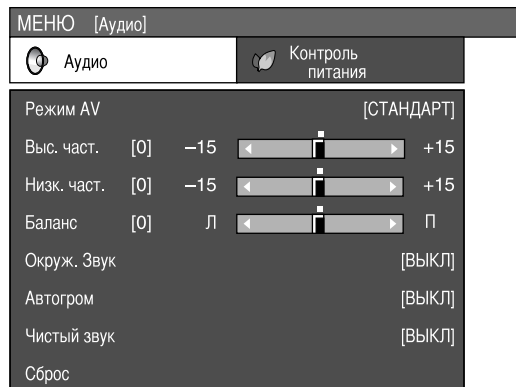 МЕНЮ [Аудио]
Аудио
Контроль
питания
Режим AV [СТАНДАРТ]
Выс. част. [0] –15 +15
Низк. част. [0] –15 +15
Баланс [0] Л П
Окруж. Звук [ВЫКЛ]
Автогром [ВЫКЛ]
Чистый звук [ВЫКЛ]
Сброс